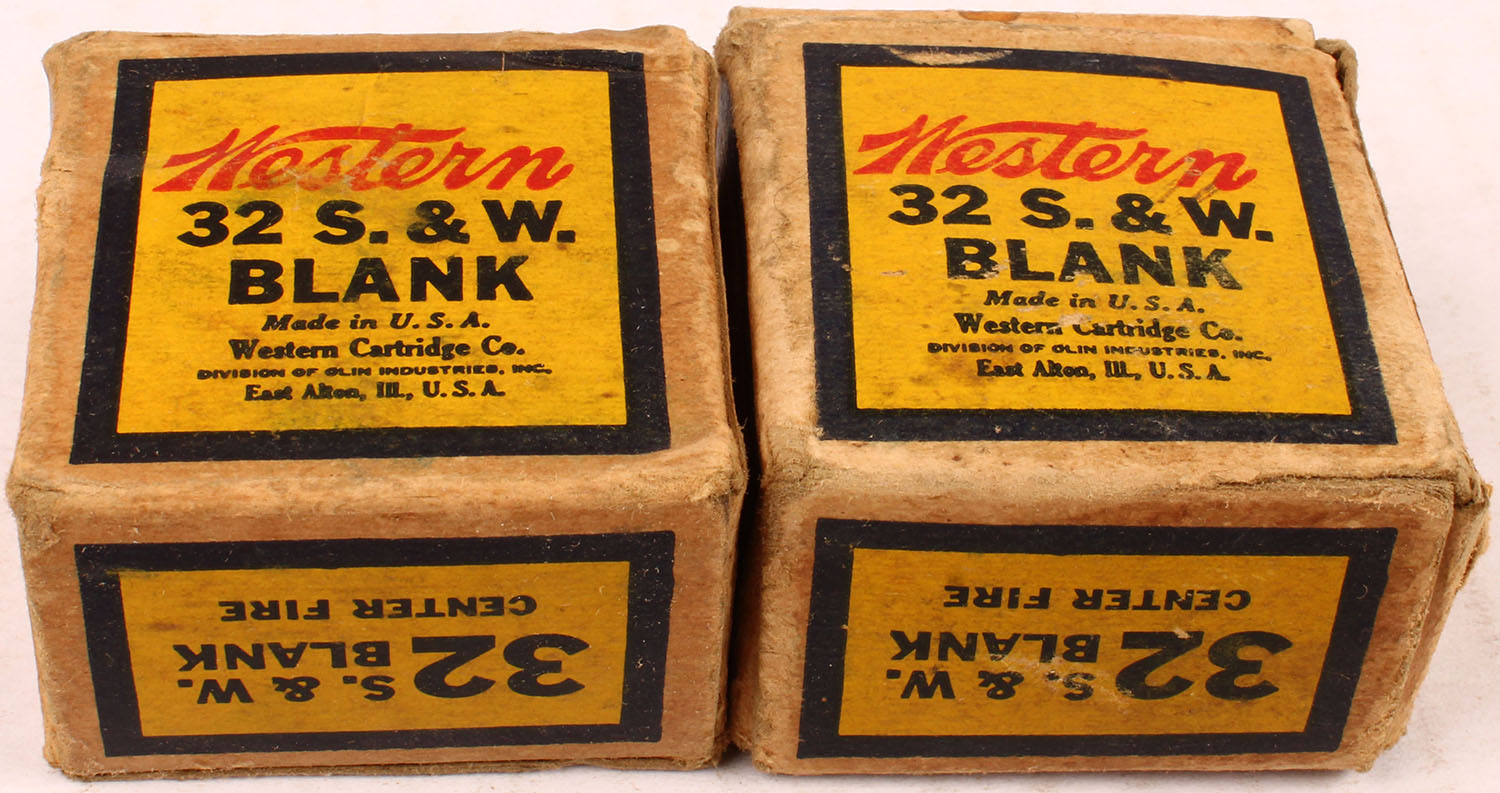 Western
32 S. & W.
BLANK
Made in U. S. A.
Western Cartridge Co.
DIVISION OF OLIN INDUSTRIES, INC.
East Alton, Ill., U. S. A.
32 S. & W.
BLANK
CENTER FIRE
Western
32 S. & W.
BLANK
Made in U. S. A.
Western Cartridge Co.
DIVISION OF OLIN INDUSTRIES, INC.
East Alton, Ill., U. S. A.
32 S. & W.
BLANK
CENTER FIRE